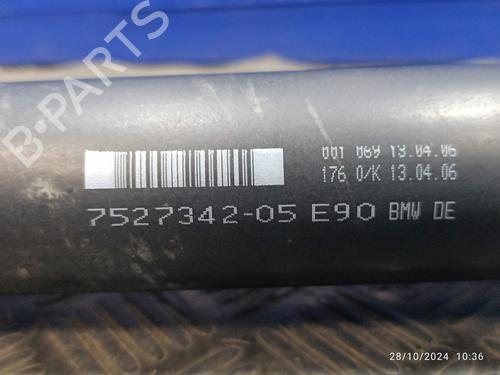 B-PARTS
001 089 13.04.06
176 0/K 13.04.06
7527342-05 E90 BMW DE
28/10/2024 10:36